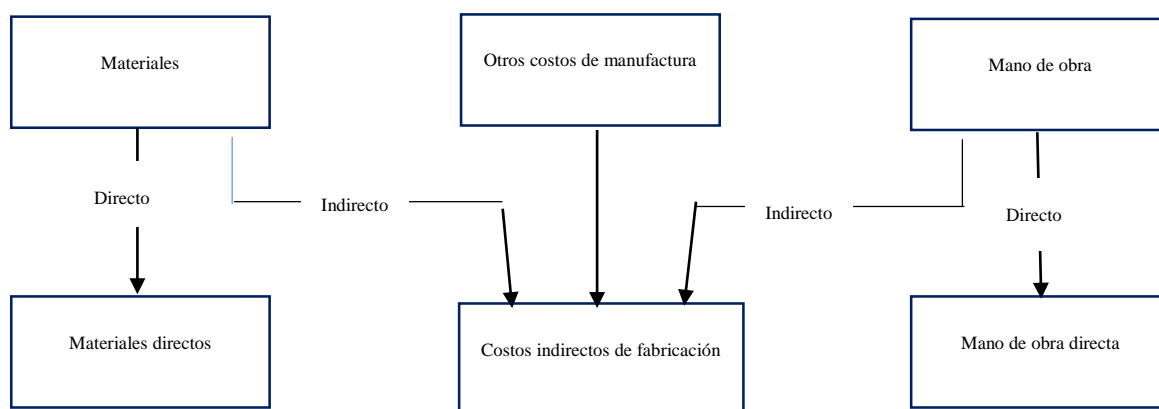 Materiales
Otros costos de manufactura
Mano de obra
Directo
Indirecto
Indirecto
Directo
Materiales directos
Costos indirectos de fabricación
Mano de obra directa